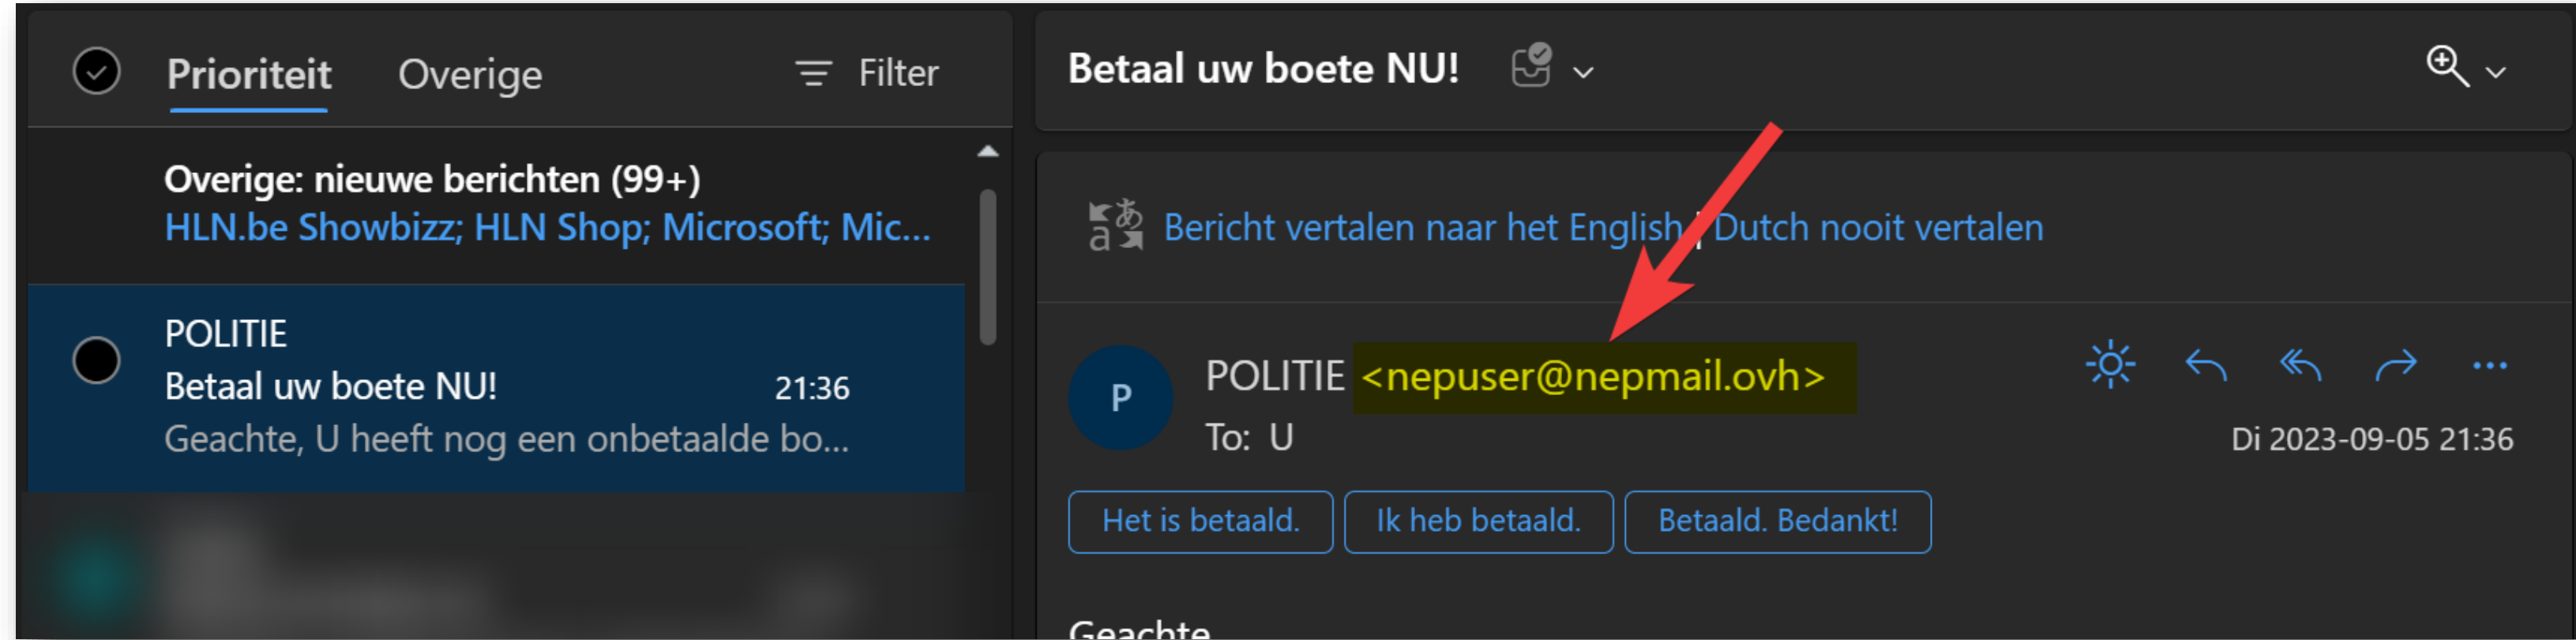 Prioriteit Overige Filter
Overige: nieuwe berichten (99+)
HLN.be Showbizz; HLN Shop; Microsoft; Mic...
POLITIE
Betaal uw boete NU! 21:36
Geachte, U heeft nog een onbetaalde bo...
Betaal uw boete NU!
Bericht vertalen naar het English | Dutch nooit vertalen
P
POLITIE <nepuser@nepmail.ovh>
To: U
Di 2023-09-05 21:36
Het is betaald. Ik heb betaald. Betaald. Bedankt!
Geachte